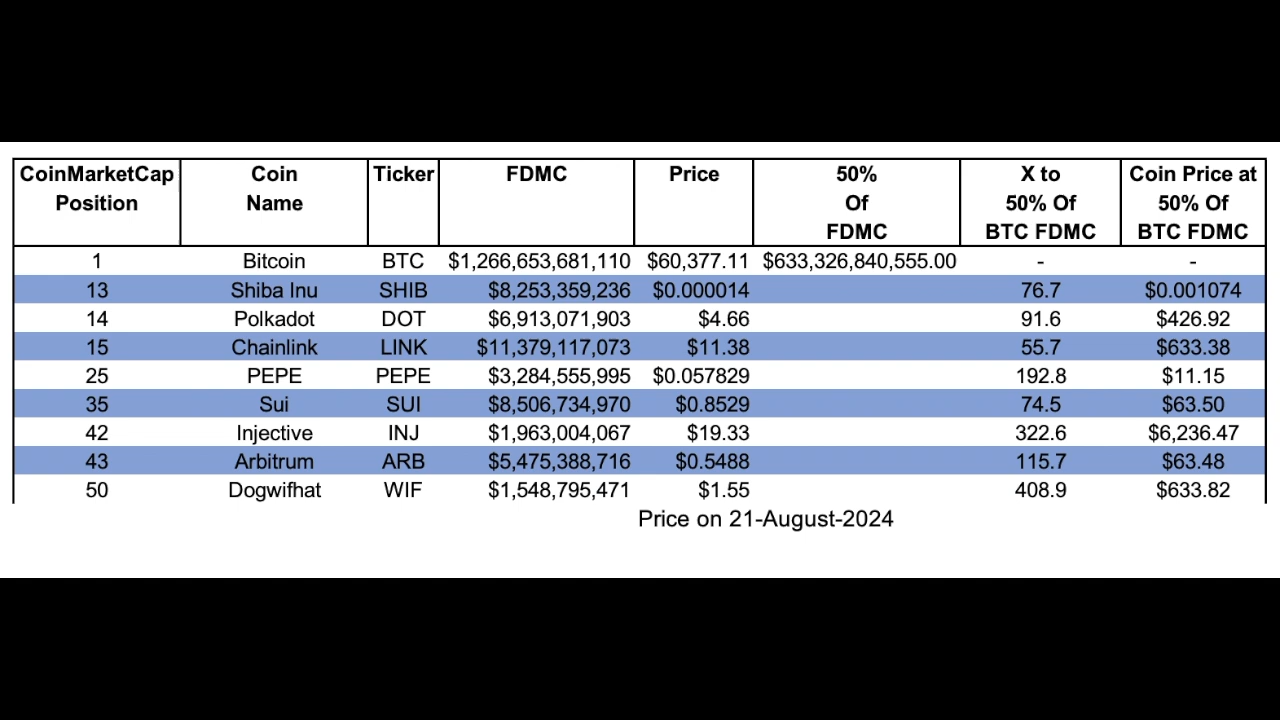 CoinMarketCap Coin Ticker FDMC Price 50% X to Coin Price at
Position Name Of 50% Of 50% Of
FDMC BTC FDMC BTC FDMC
1 Bitcoin BTC $1,266,653,681,110 $60,377.11 $633,326,840,555.00 - -
13 Shiba Inu SHIB $8,253,359,236 $0.000014 76.7 $0.001074
14 Polkadot DOT $6,913,071,903 $4.66 91.6 $426.92
15 Chainlink LINK $11,379,117,073 $11.38 55.7 $633.38
25 PEPE PEPE $3,284,555,995 $0.057829 192.8 $11.15
35 Sui SUI $8,506,734,970 $0.8529 74.5 $63.50
42 Injective INJ $1,963,004,067 $19.33 322.6 $6,236.47
43 Arbitrum ARB $5,475,388,716 $0.5488 115.7 $63.48
50 Dogwifhat WIF $1,548,795,471 $1.55 408.9 $633.82
Price on 21-August-2024